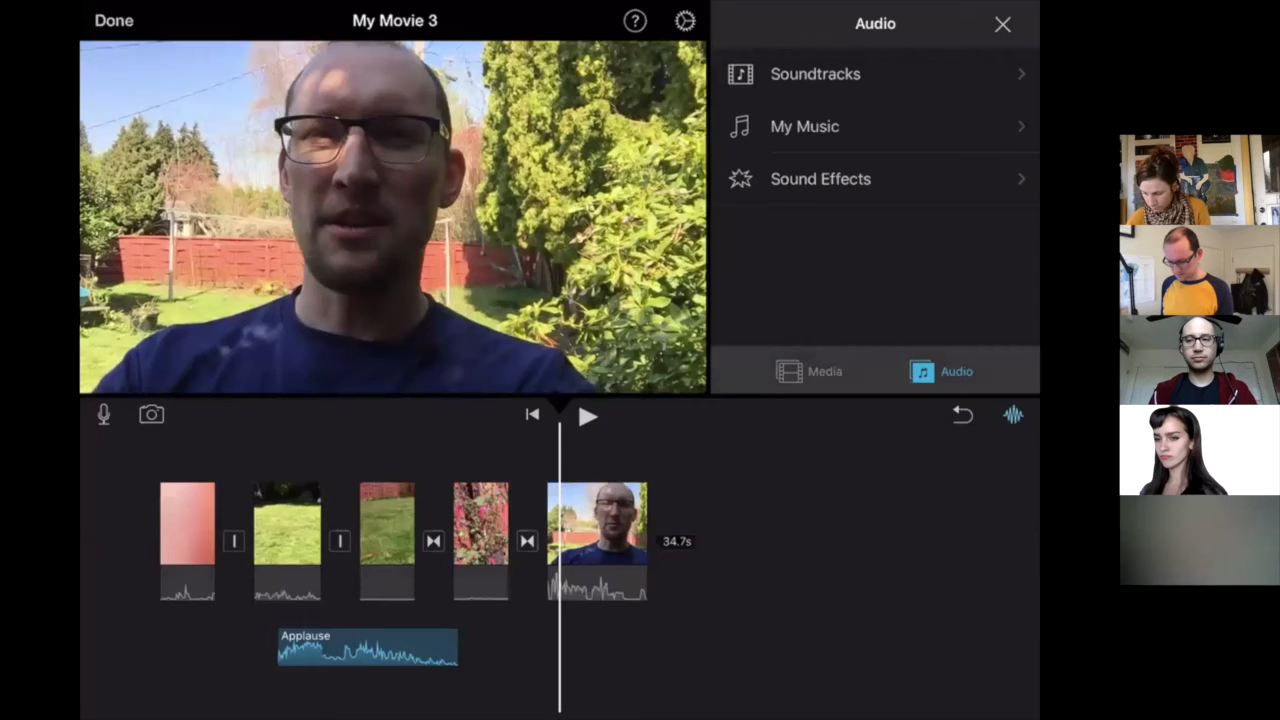 Done
My Movie 3
?
Audio
Soundtracks
My Music
Sound Effects
Media
Audio
34.7s
Applause